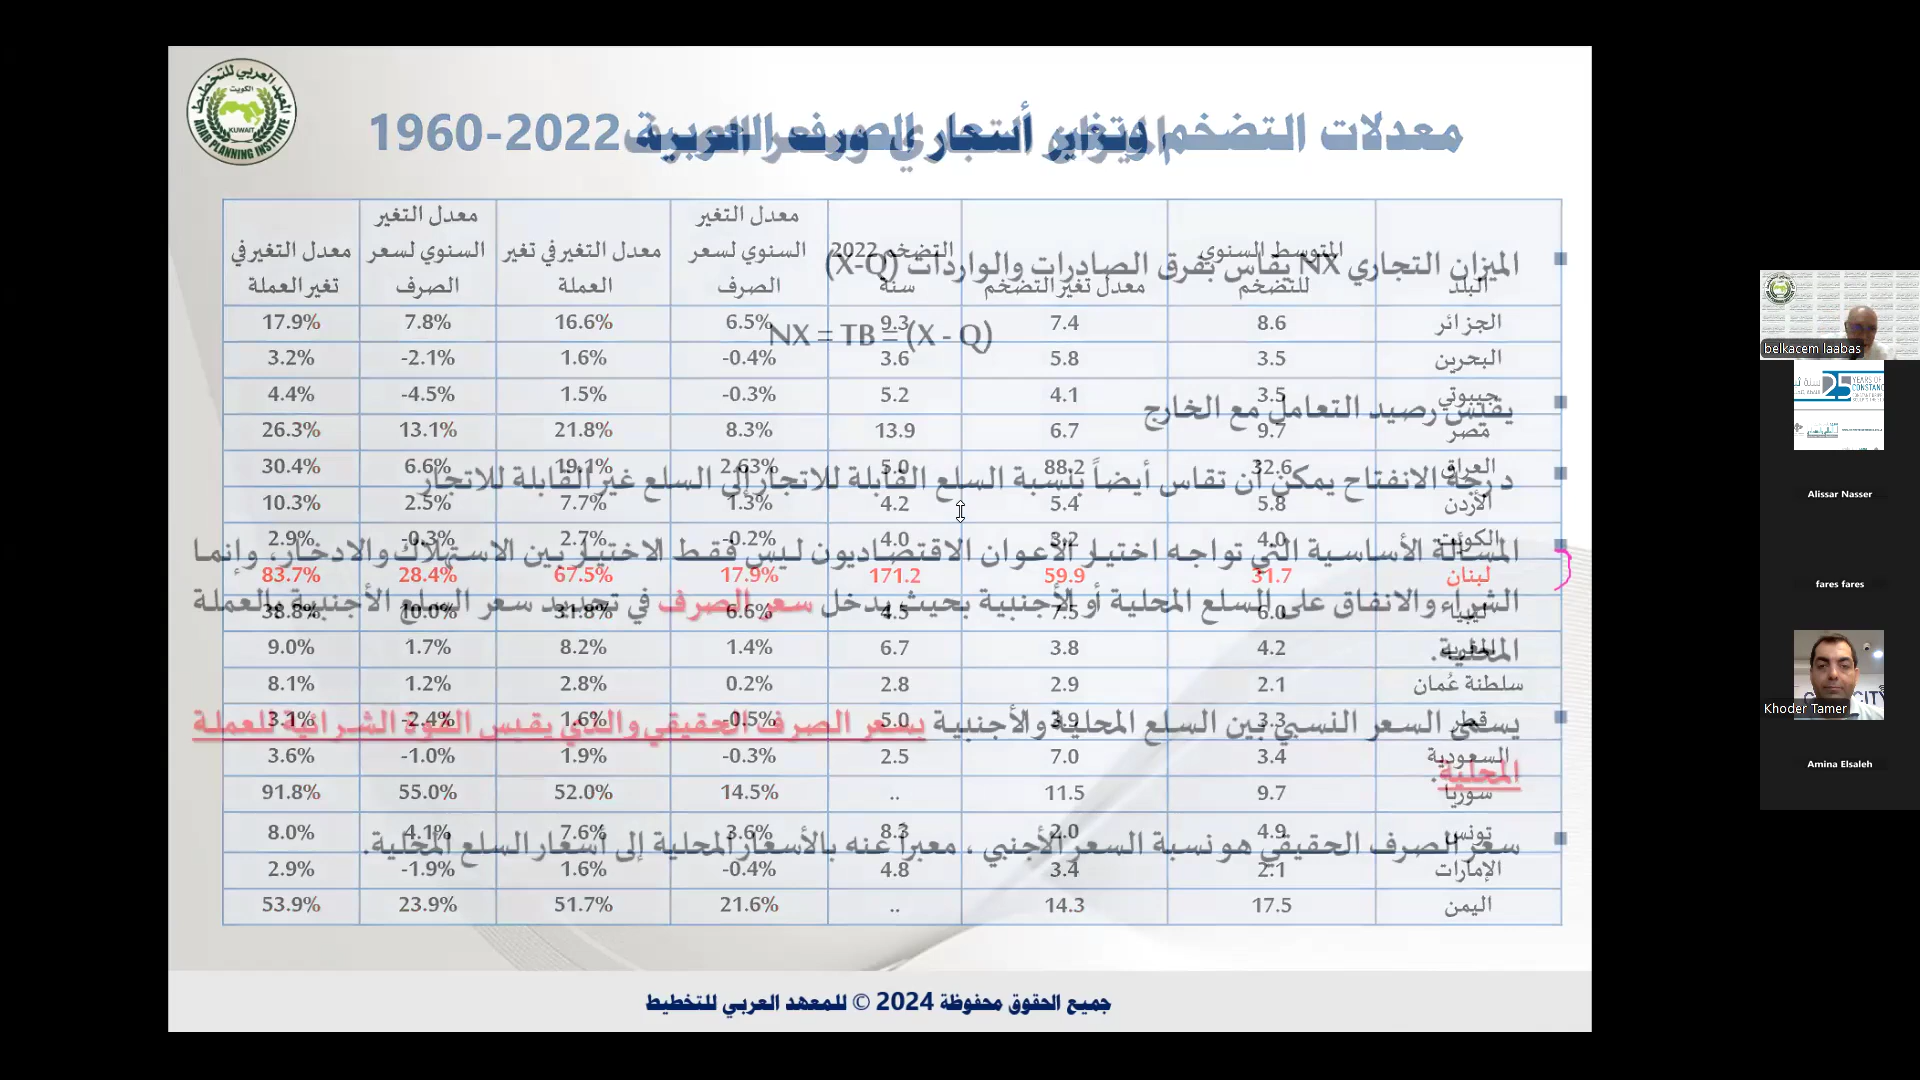 معدلات التضخم وتغير أسعار الصرف العربية 1960-2022
الميزان التجاري
البلد	المتوسط السنوي للتضخم	معدل تغير التضخم	التضخم 2022 سنة	معدل التغير السنوي لسعر الصرف	معدل التغير في تغير العملة	معدل التغير السنوي لسعر الصرف	معدل التغير في تغير العملة
الجزائر	8.6	7.4	9.3	6.5%	16.6%	7.8%	17.9%
البحرين	3.5	5.8	3.6	-0.4%	1.6%	-2.1%	3.2%
جيبوتي	3.5	4.1	5.2	-0.3%	1.5%	-4.5%	4.4%
مصر	9.7	6.7	13.9	8.3%	21.8%	13.1%	26.3%
العراق	32.6	88.2	5.0	2.63%	19.1%	6.6%	30.4%
الأردن	5.8	5.4	4.2	1.3%	7.7%	2.5%	10.3%
الكويت	4.0	3.2	4.0	-0.2%	2.7%	-0.3%	2.9%
لبنان	31.7	59.9	171.2	17.9%	67.5%	28.4%	83.7%
ليبيا	6.0	7.5	4.5	6.6%	31.8%	10.0%	38.8%
المغرب	4.2	3.8	6.7	1.4%	8.2%	1.7%	9.0%
سلطنة عُمان	2.1	2.9	2.8	0.2%	2.8%	1.2%	8.1%
قطر	3.3	3.9	5.0	-0.5%	1.6%	-2.4%	3.1%
السعودية	3.4	7.0	2.5	-0.3%	1.9%	-1.0%	3.6%
سوريا	9.7	11.5	..	14.5%	52.0%	55.0%	91.8%
تونس	4.9	2.0	8.3	3.6%	7.6%	4.1%	8.0%
الإمارات	2.1	3.4	4.8	-0.4%	1.6%	-1.9%	2.9%
اليمن	17.5	14.3	..	21.6%	51.7%	23.9%	53.9%
الميزان التجاري NX يقاس بفرق الصادرات والواردات (X-Q)
NX = TB = (X - Q)
يقيس رصيد التعامل مع الخارج
درجة الانفتاح يمكن أن تقاس أيضاً بنسبة السلع القابلة للاتجار إلى السلع غير القابلة للاتجار
المسألة الأساسية التي تواجه اختيار الاعوان الاقتصاديون ليس فقط الاختيار بين الاستهلاك والادخار، وإنما
الشراء والانفاق على السلع المحلية أو الأجنبية بحيث يدخل سعر الصرف في تحديد سعر السلع الأجنبية بالعملة
المحلية.
يسمى السعر النسبي بين السلع المحلية والأجنبية بسعر الصرف الحقيقي والذي يقيس القوة الشرائية للعملة
المحلية.
سعر الصرف الحقيقي هو نسبة السعر الأجنبي ، معبرا عنه بالأسعار المحلية إلى أسعار السلع المحلية.
جميع الحقوق محفوظة 2024 © للمعهد العربي للتخطيط
المعهد العربي للتخطيط
الكويت
KUWAIT
ARAB PLANNING INSTITUTE
belkacem laabas
25 YEARS OF
Alissar Nasser
fares fares
CITY
Khoder Tamer
Amina Elsaleh